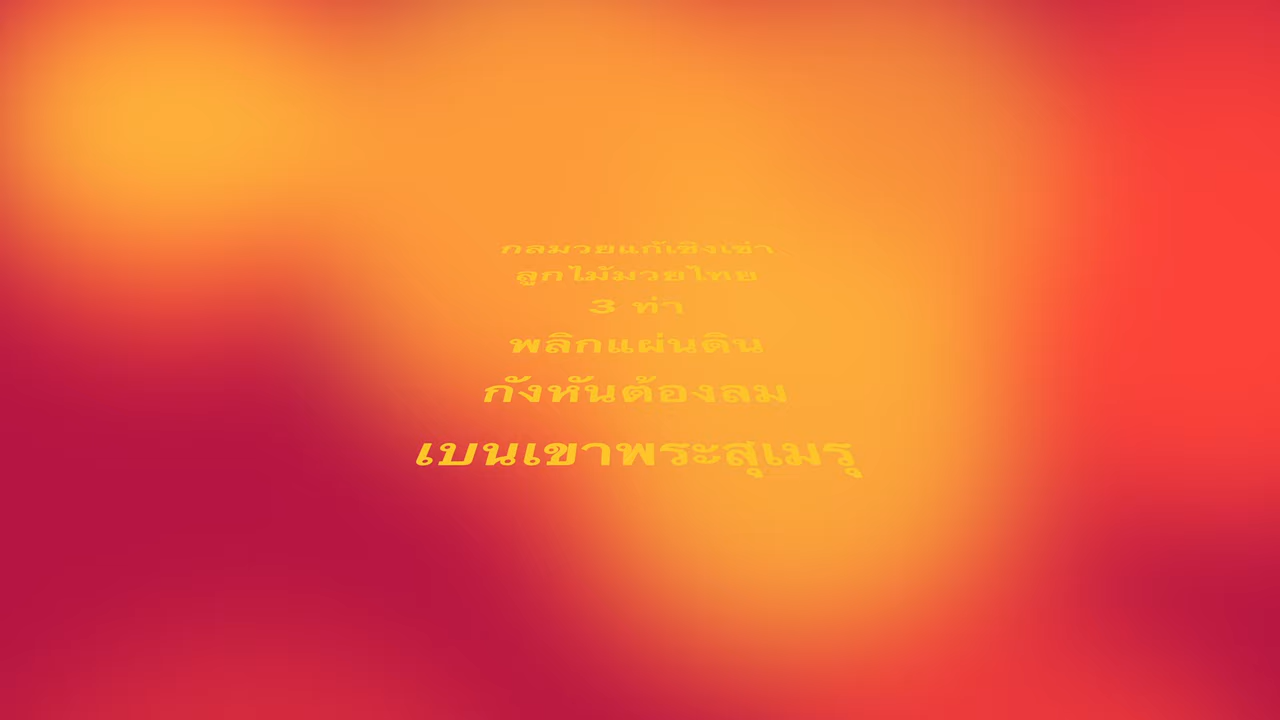 กลมวยแก้เชิงเข่า
ลูกไม้มวยไทย
3 ท่า
พลิกแผ่นดิน
กังหันต้องลม
เบนเขาพระสุเมรุ